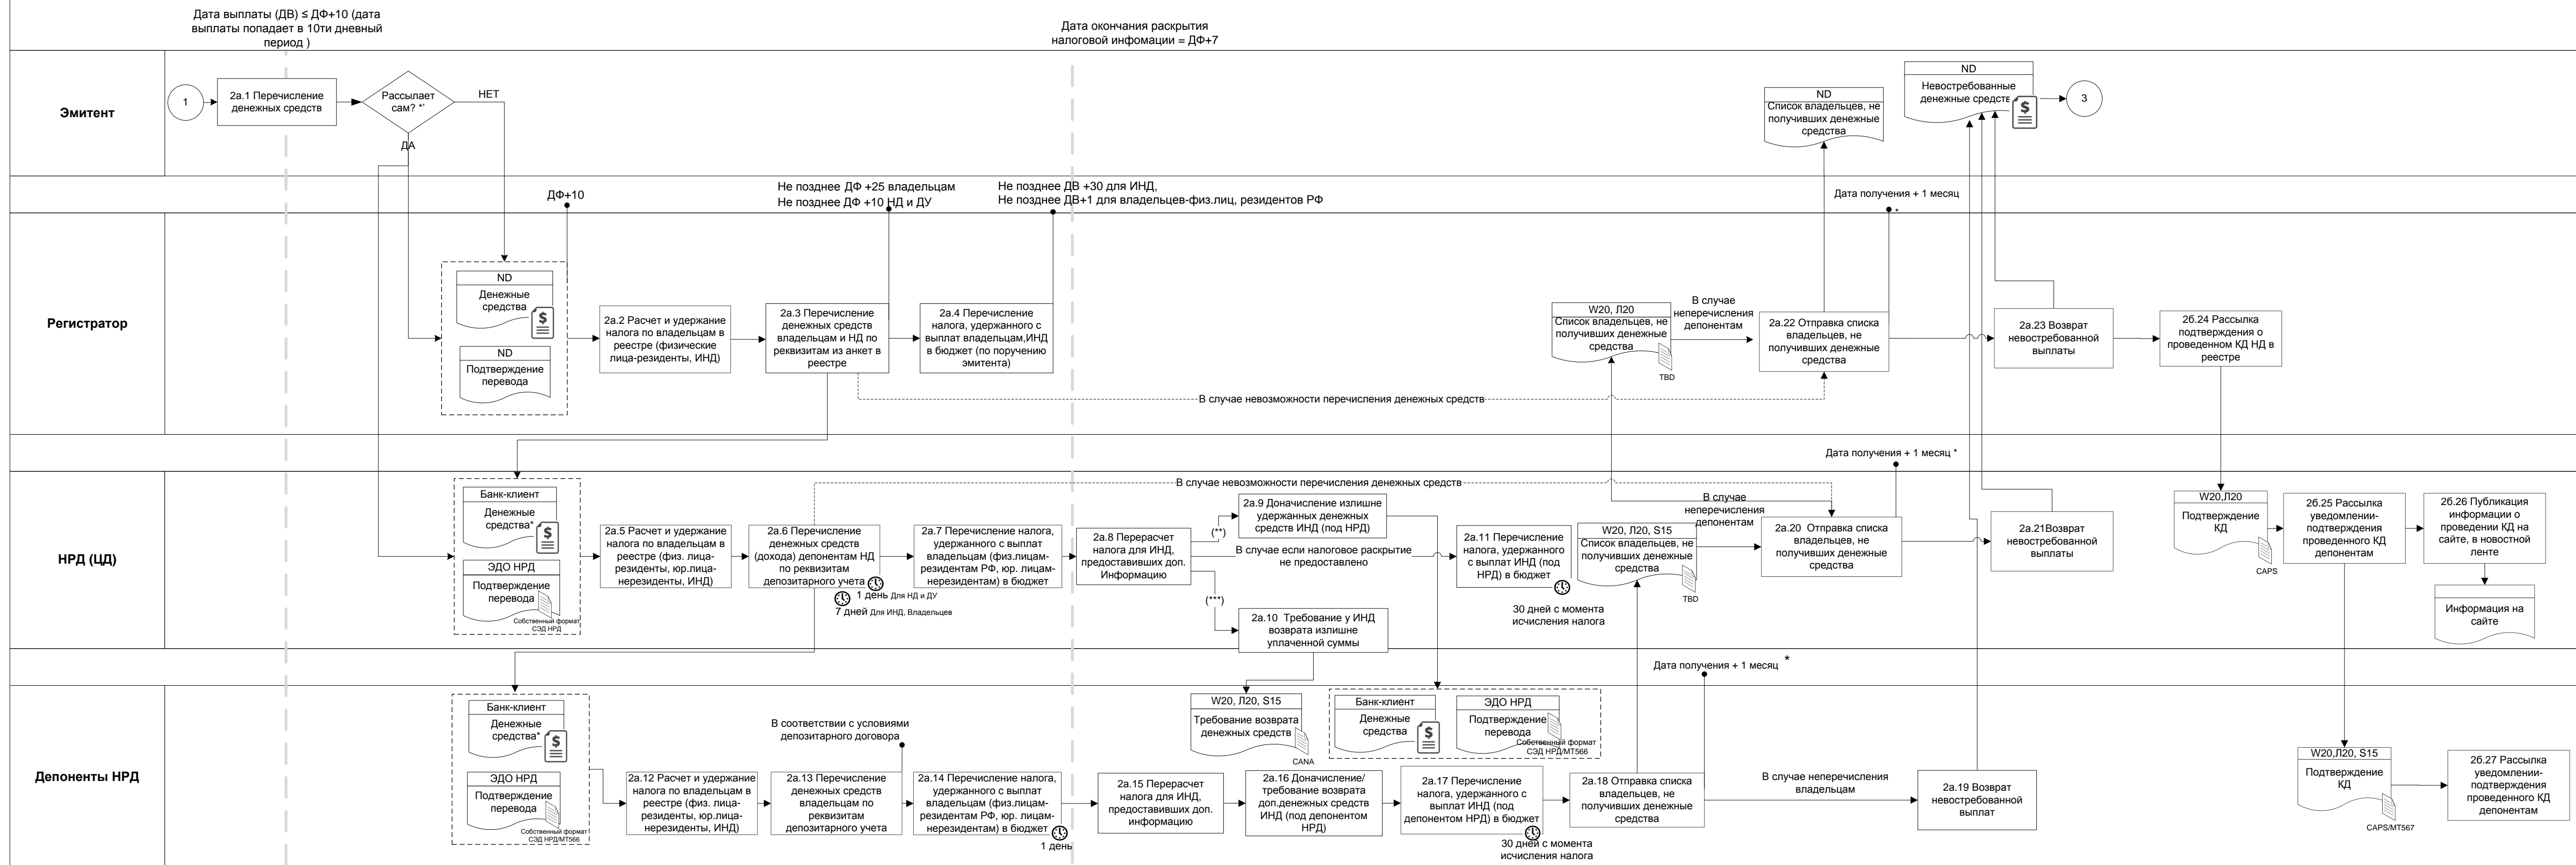 Дата выплаты (ДВ) ≤ ДФ+10 (дата
выплаты попадает в 10ти дневный
период )
Дата окончания раскрытия
налоговой инфомации = ДФ+7
Эмитент
1
2а.1 Перечисление
денежных средств
Рассылает
сам? *'
НЕТ
ДА
ND
Список владельцев, не
получивших денежные
средства
ND
Невостребованные
денежные средств
3
ДФ+10
Не позднее ДФ +25 владельцам
Не позднее ДФ +10 НД и ДУ
Не позднее ДВ +30 для ИНД,
Не позднее ДВ+1 для владельцев-физ.лиц, резидентов РФ
Дата получения + 1 месяц
*
Регистратор
ND
Денежные
средства
ND
Подтверждение
перевода
2а.2 Расчет и удержание
налога по владельцам в
реестре (физические
лица-резиденты, ИНД)
2а.3 Перечисление
денежных средств
владельцам и НД по
реквизитам из анкет в
реестре
2а.4 Перечисление
налога, удержанного с
выплат владельцам,ИНД
в бюджет (по поручению
эмитента)
В случае невозможности перечисления денежных средств
W20, Л20
Список владельцев, не
получивших денежные
средства
TBD
В случае
неперечисления
депонентам
2а.22 Отправка списка
владельцев, не
получивших денежные
средства
2а.23 Возврат
невостребованной
выплаты
2б.24 Рассылка
подтверждения о
проведенном КД НД в
реестре
Дата получения + 1 месяц *
НРД (ЦД)
Банк-клиент
Денежные
средства*
ЭДО НРД
Подтверждение
перевода
Собственный формат
СЭД НРД
2а.5 Расчет и удержание
налога по владельцам в
реестре (физ. лица-
резиденты, юр.лица-
нерезиденты, ИНД)
2а.6 Перечисление
денежных средств
(дохода) депонентам НД
по реквизитам
депозитарного учета
1 день Для НД и ДУ
7 дней Для ИНД, Владельцев
2а.7 Перечисление налога,
удержанного с выплат
владельцам (физ.лицам-
резидентам РФ, юр. лицам-
нерезидентам) в бюджет
В случае невозможности перечисления денежных средств
2а.8 Перерасчет
налога для ИНД,
предоставивших доп.
Информацию
(**)
(***)
2а.9 Доначисление излишне
удержанных денежных
средств ИНД (под НРД)
В случае если налоговое раскрытие
не предоставлено
2а.10 Требование у ИНД
возврата излишне
уплаченной суммы
2а.11 Перечисление
налога, удержанного
с выплат ИНД (под
НРД) в бюджет
30 дней с момента
исчисления налога
W20, Л20, S15
Список владельцев, не
получивших денежные
средства
TBD
В случае
неперечисления
депонентам
2а.20 Отправка списка
владельцев, не
получивших денежные
средства
2а.21Возврат
невостребованной
выплаты
W20,Л20
Подтверждение
КД
CAPS
2б.25 Рассылка
уведомлении-
подтверждения
проведенного КД
депонентам
2б.26 Публикация
информации о
проведении КД на
сайте, в новостной
ленте
Информация на
сайте
Дата получения + 1 месяц *
Депоненты НРД
Банк-клиент
Денежные
средства*
ЭДО НРД
Подтверждение
перевода
Собственный формат
СЭД НРД/МТ566
2а.12 Расчет и удержание
налога по владельцам в
реестре (физ. лица-
резиденты, юр.лица-
нерезиденты, ИНД)
В соответствии с условиями
депозитарного договора
2а.13 Перечисление
денежных средств
владельцам по
реквизитам
депозитарного учета
2а.14 Перечисление налога,
удержанного с выплат
владельцам (физ.лицам-
резидентам РФ, юр. лицам-
нерезидентам) в бюджет
1 день
W20, Л20, S15
Требование возврата
денежных средств
CANA
Банк-клиент
Денежные
средства
ЭДО НРД
Подтверждение
перевода
Собственный формат
СЭД НРД/МТ566
2а.15 Перерасчет
налога для ИНД,
предоставивших доп.
информацию
2а.16 Доначисление/
требование возврата
доп.денежных средств
ИНД (под депонентом
НРД)
2а.17 Перечисление
налога, удержанного с
выплат ИНД (под
депонентом НРД) в бюджет
30 дней с момента
исчисления налога
2а.18 Отправка списка
владельцев, не
получивших денежные
средства
В случае неперечисления
владельцам
2а.19 Возврат
невостребованной
выплат
W20,Л20, S15
Подтверждение
КД
CAPS/МТ567
2б.27 Рассылка
уведомлении-
подтверждения
проведенного КД
депонентам